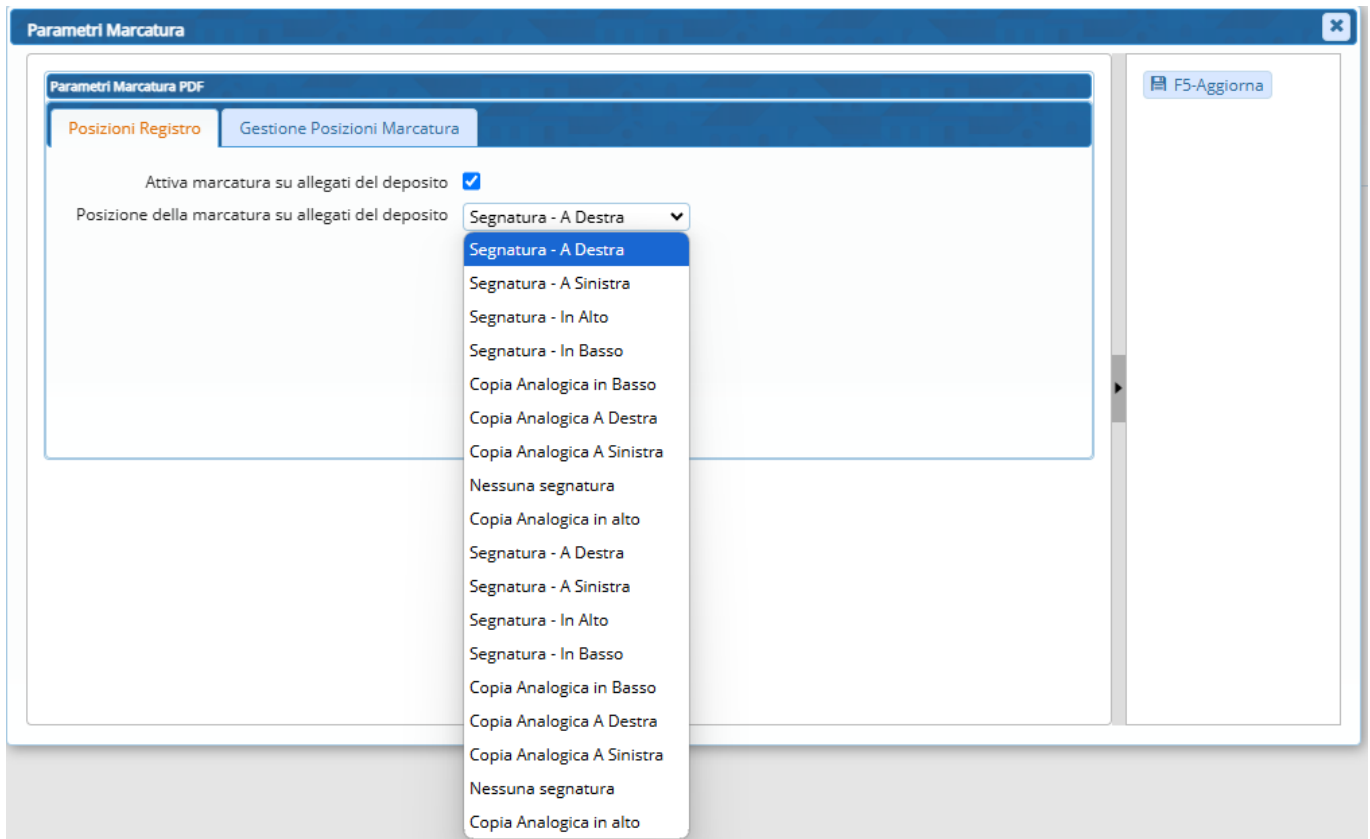 Parametri Marcatura
Parametri Marcatura PDF
Posizioni Registro
Gestione Posizioni Marcatura
F5-Aggiorna
Attiva marcatura su allegati del deposito
Posizione della marcatura su allegati del deposito
Segnatura - A Destra
Segnatura - A Destra
Segnatura - A Sinistra
Segnatura - In Alto
Segnatura - In Basso
Copia Analogica in Basso
Copia Analogica A Destra
Copia Analogica A Sinistra
Nessuna segnatura
Copia Analogica in alto
Segnatura - A Destra
Segnatura - A Sinistra
Segnatura - In Alto
Segnatura - In Basso
Copia Analogica in Basso
Copia Analogica A Destra
Copia Analogica A Sinistra
Nessuna segnatura
Copia Analogica in alto